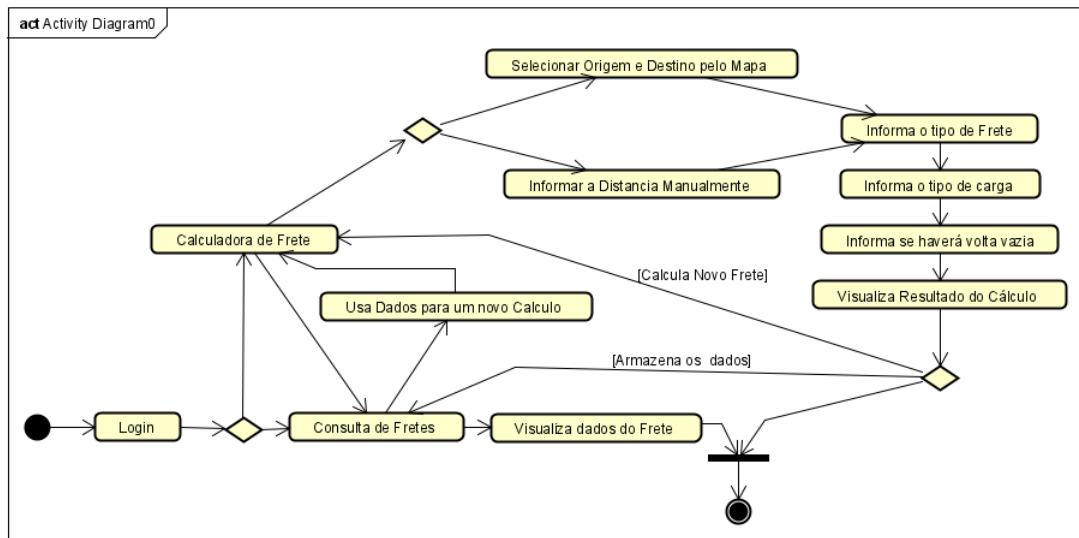 act Activity Diagram0
Selecionar Origem e Destino pelo Mapa
Informa o tipo de Frete
Informar a Distancia Manualmente
Informa o tipo de carga
Calculadora de Frete
Informa se haverá volta vazia
[Calcula Novo Frete]
Usa Dados para um novo Calculo
Visualiza Resultado do Cálculo
[Armazena os  dados]
Login
Consulta de Fretes
Visualiza dados do Frete